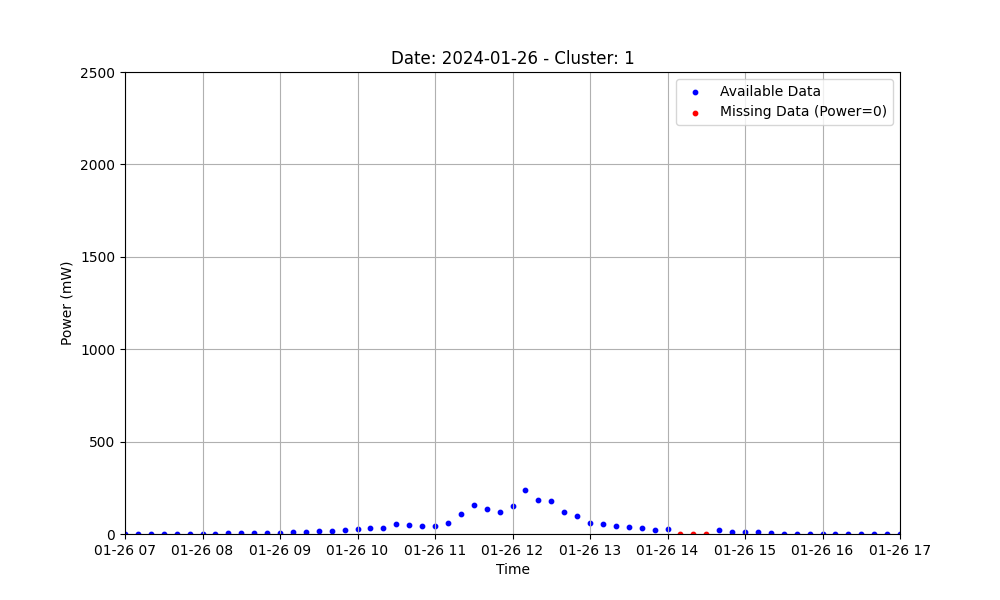 Date: 2024-01-26 - Cluster: 1
2500
2000
1500
1000
500
0
Power (mW)
Available Data
Missing Data (Power=0)
01-26 07 01-26 08 01-26 09 01-26 10 01-26 11 01-26 12 01-26 13 01-26 14 01-26 15 01-26 16 01-26 17
Time